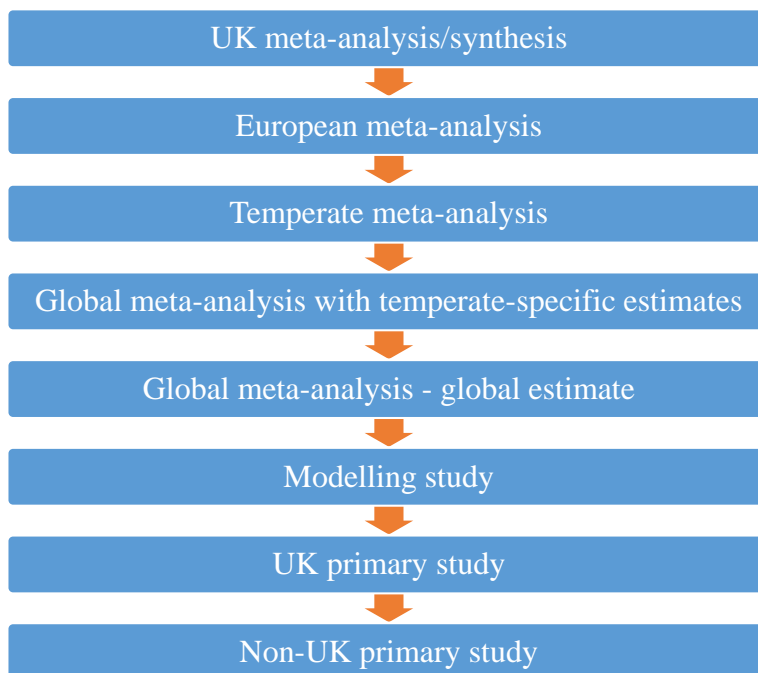 UK meta-analysis/synthesis
European meta-analysis
Temperate meta-analysis
Global meta-analysis with temperate-specific estimates
Global meta-analysis - global estimate
Modelling study
UK primary study
Non-UK primary study